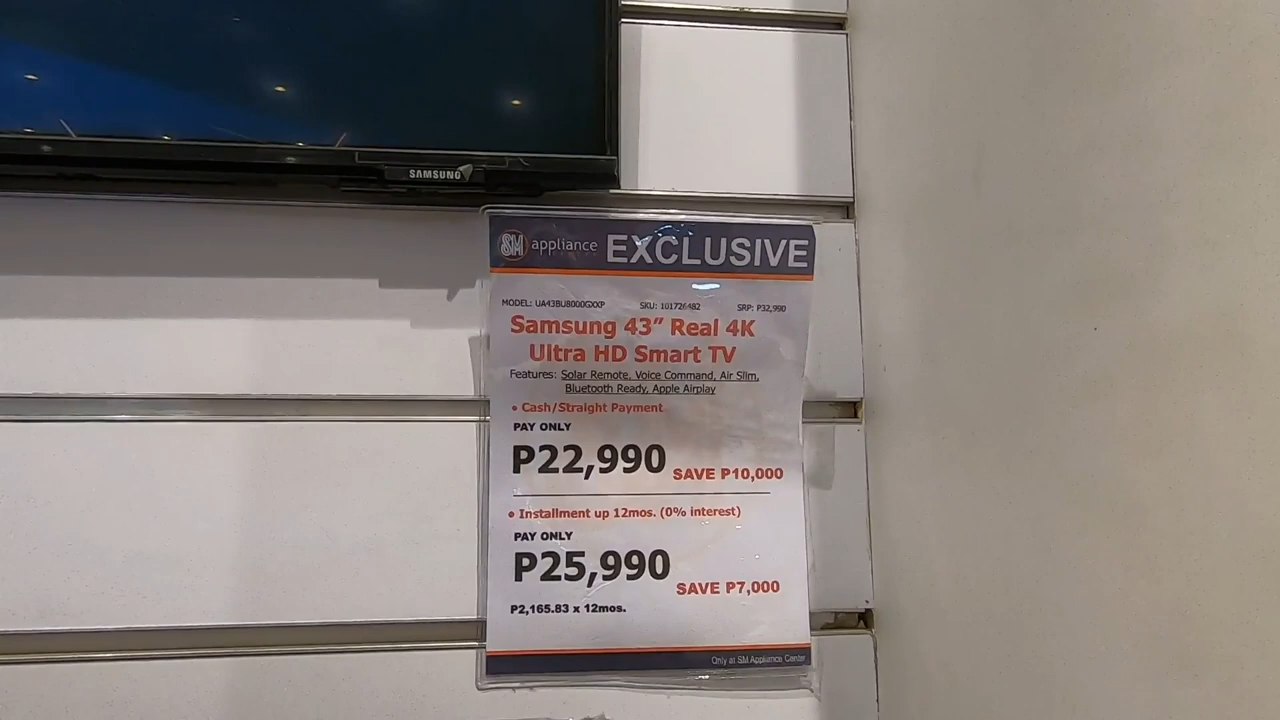 SAMSUNG
SM appliance EXCLUSIVE
MODEL: UA43BU8000GXXP SKU: 101726482 SRP: P32,990
Samsung 43" Real 4K
Ultra HD Smart TV
Features: Solar Remote, Voice Command, Air Slim,
Bluetooth Ready, Apple Airplay
• Cash/Straight Payment
PAY ONLY
P22,990 SAVE P10,000
• Installment up 12mos. (0% interest)
PAY ONLY
P25,990 SAVE P7,000
P2,165.83 x 12mos.
Only at SM Appliance Center